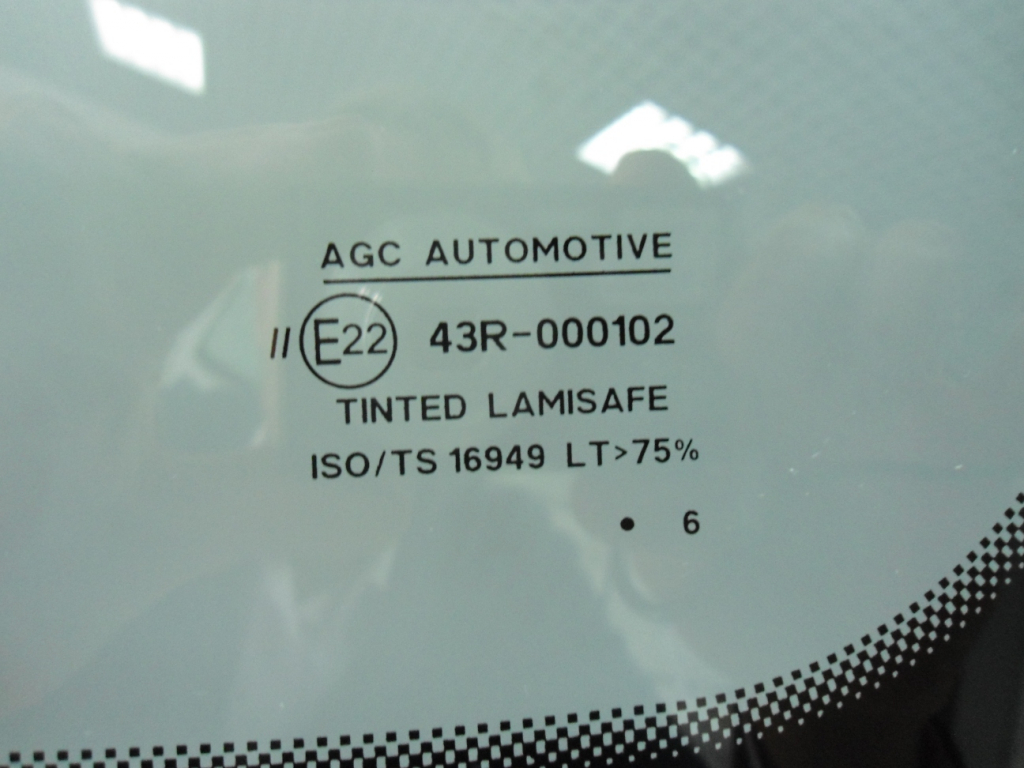 AGC AUTOMOTIVE
II E22 43R-000102
TINTED LAMISAFE
ISO/TS 16949 LT>75%
• 6